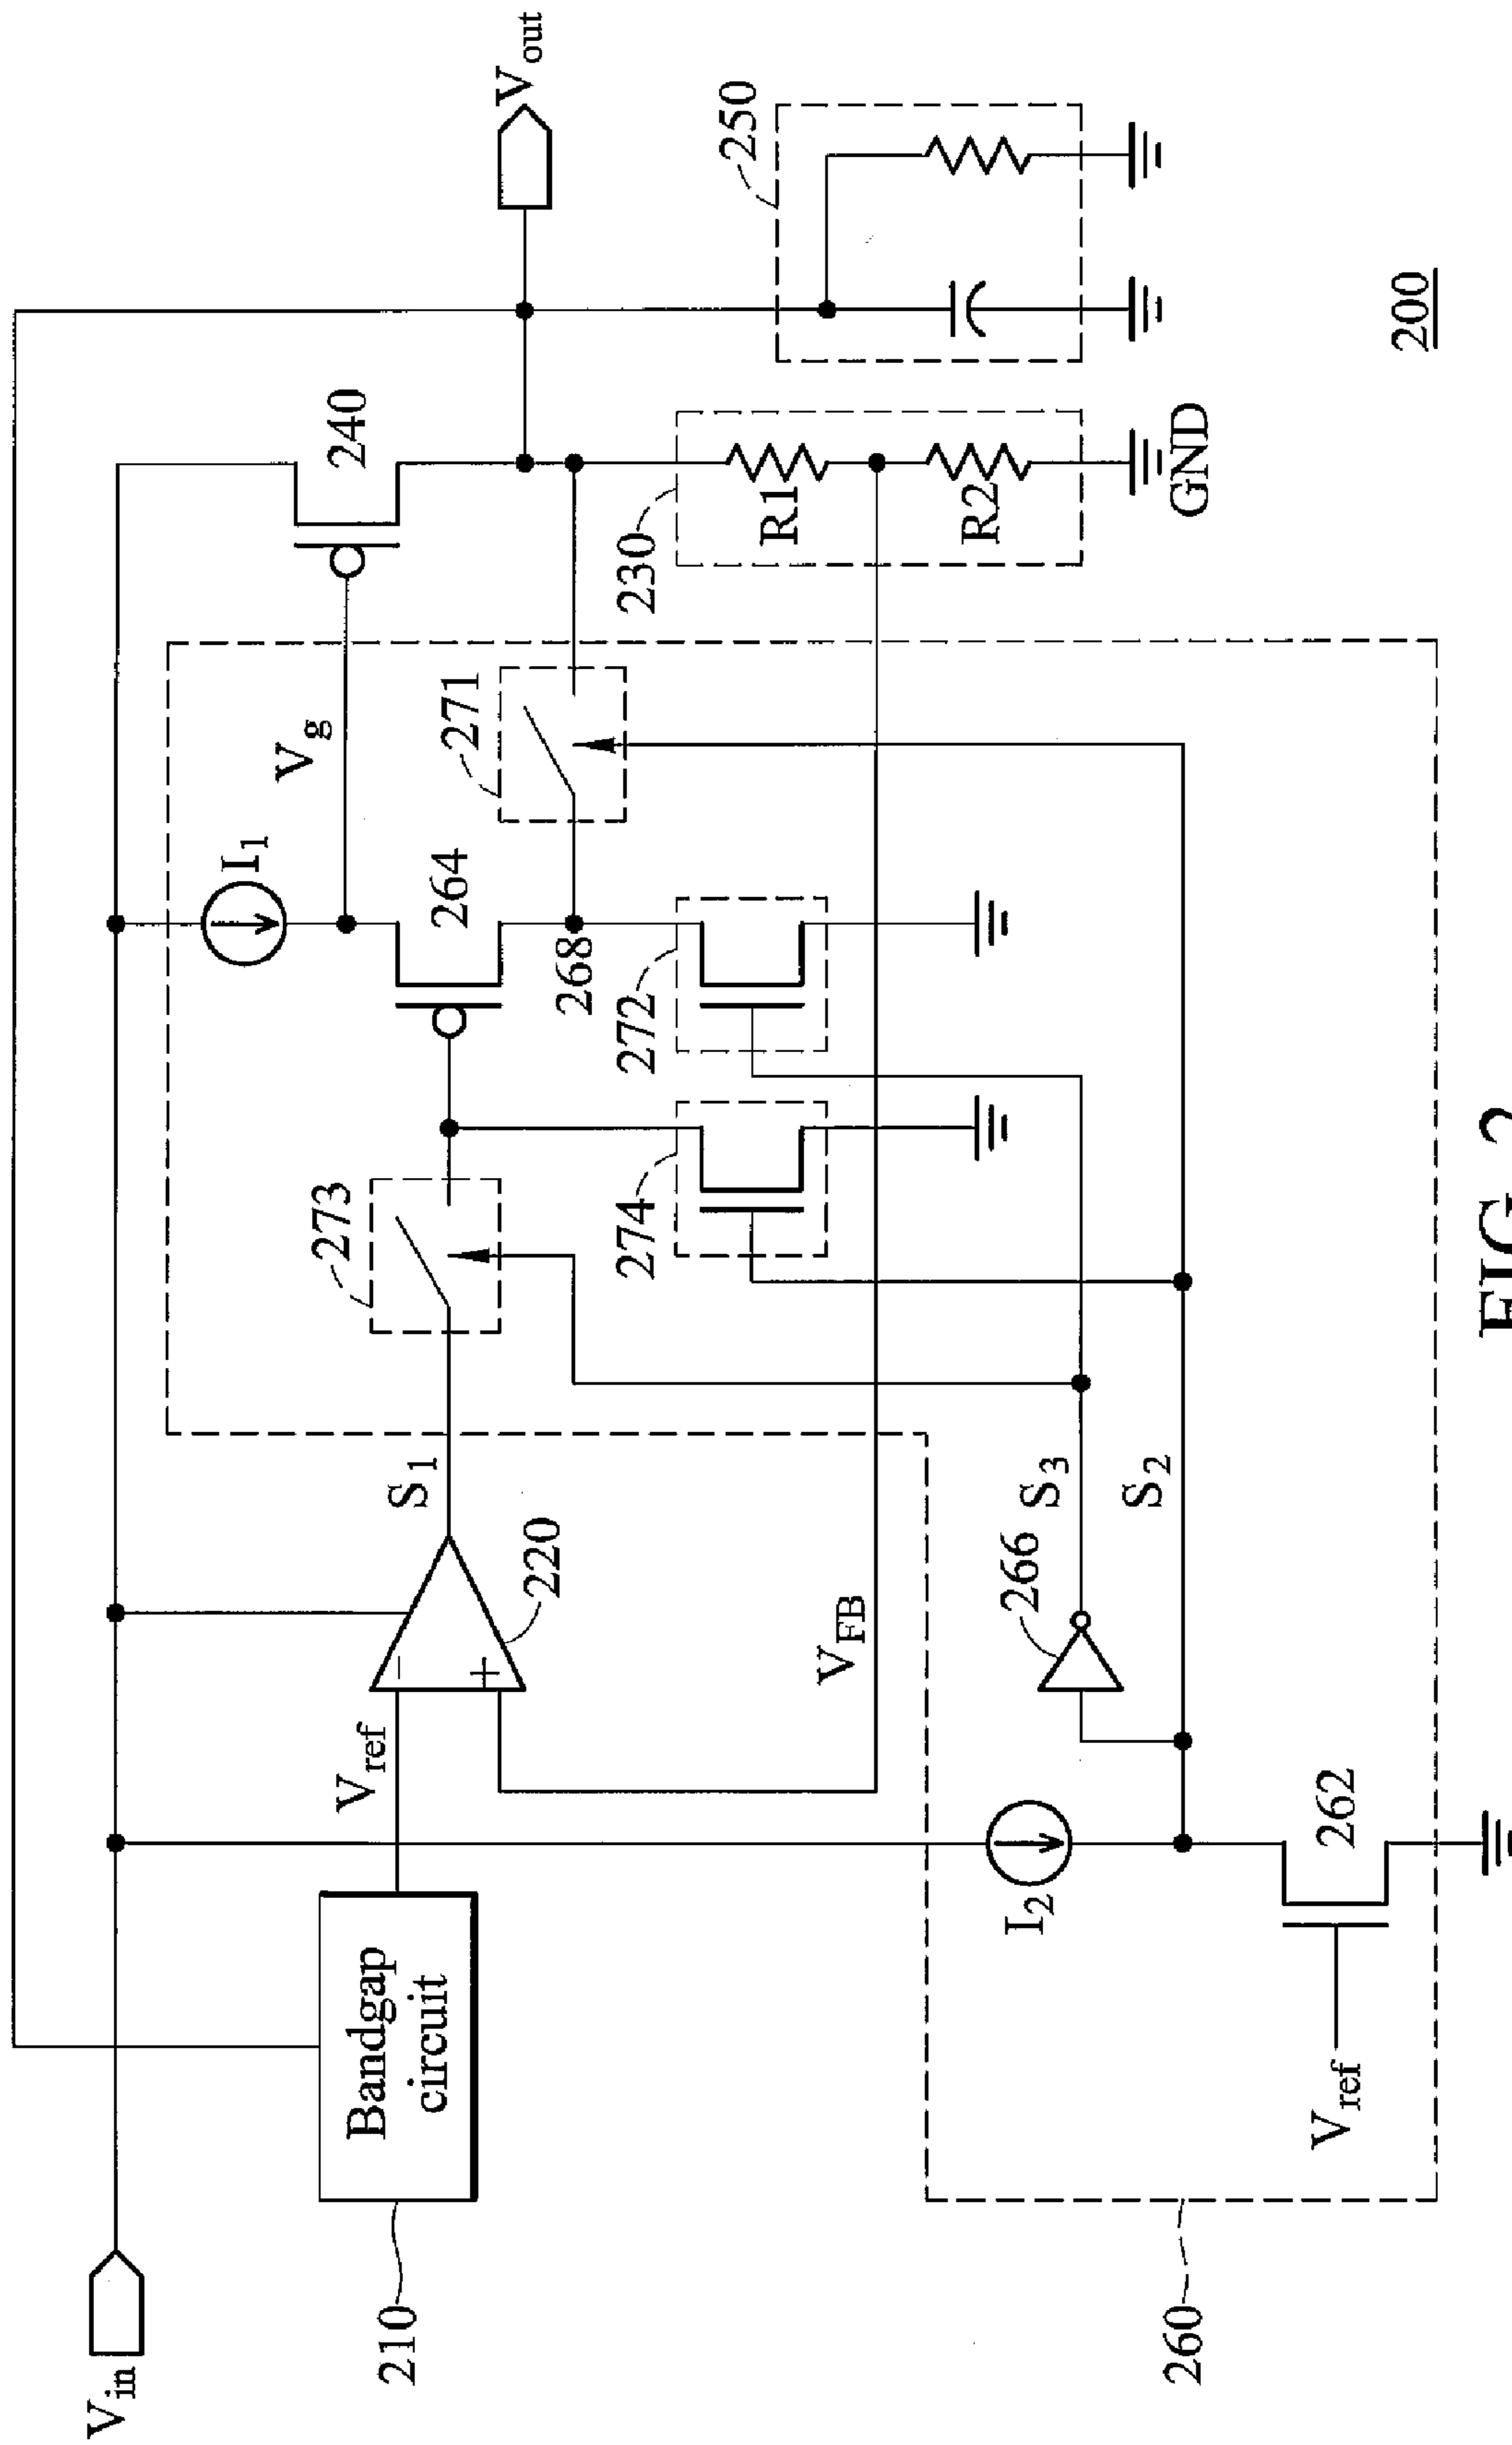 Vin
210
Bandgap
circuit
Vref
220
S1
VFB
273
I1
264
268
Vg
271
240
Vout
230
R1
R2
GND
250
274
272
266
S3
S2
I2
262
Vref
260
200
FIG. 2